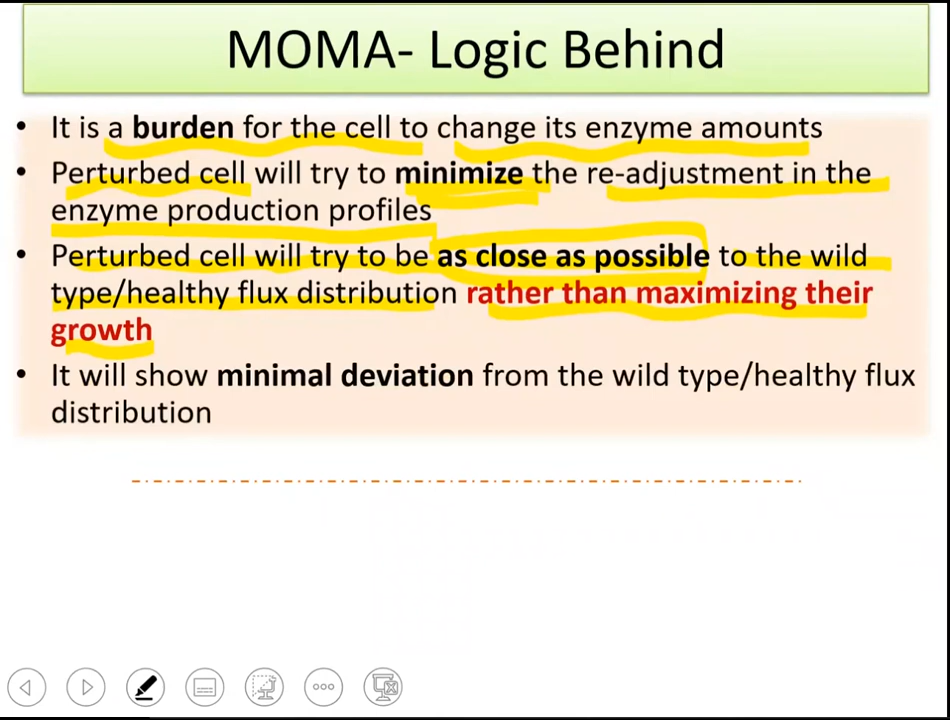 MOMA- Logic Behind
• It is a burden for the cell to change its enzyme amounts
• Perturbed cell will try to minimize the re-adjustment in the
enzyme production profiles
• Perturbed cell will try to be as close as possible to the wild
type/healthy flux distribution rather than maximizing their
growth
• It will show minimal deviation from the wild type/healthy flux
distribution